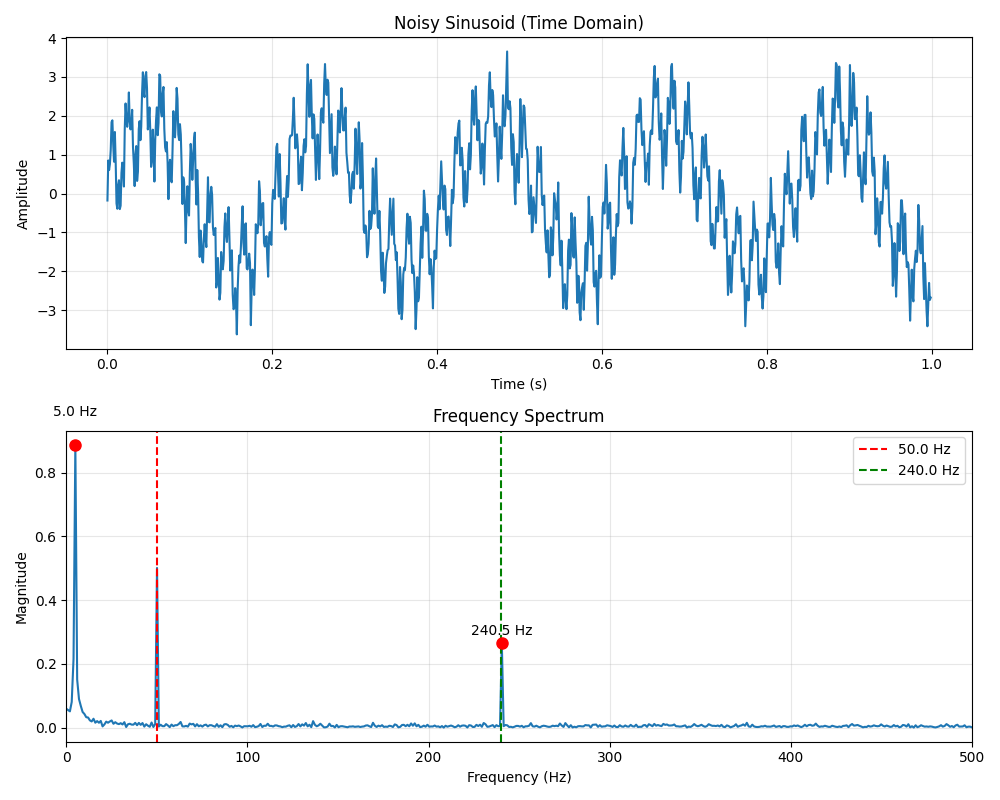 Noisy Sinusoid (Time Domain)
Amplitude
4
3
2
1
0
−1
−2
−3
0.0 0.2 0.4 0.6 0.8 1.0
Time (s)
5.0 Hz
Frequency Spectrum
Magnitude
0.8
0.6
0.4
0.2
0.0
50.0 Hz
240.0 Hz
240.5 Hz
0 100 200 300 400 500
Frequency (Hz)